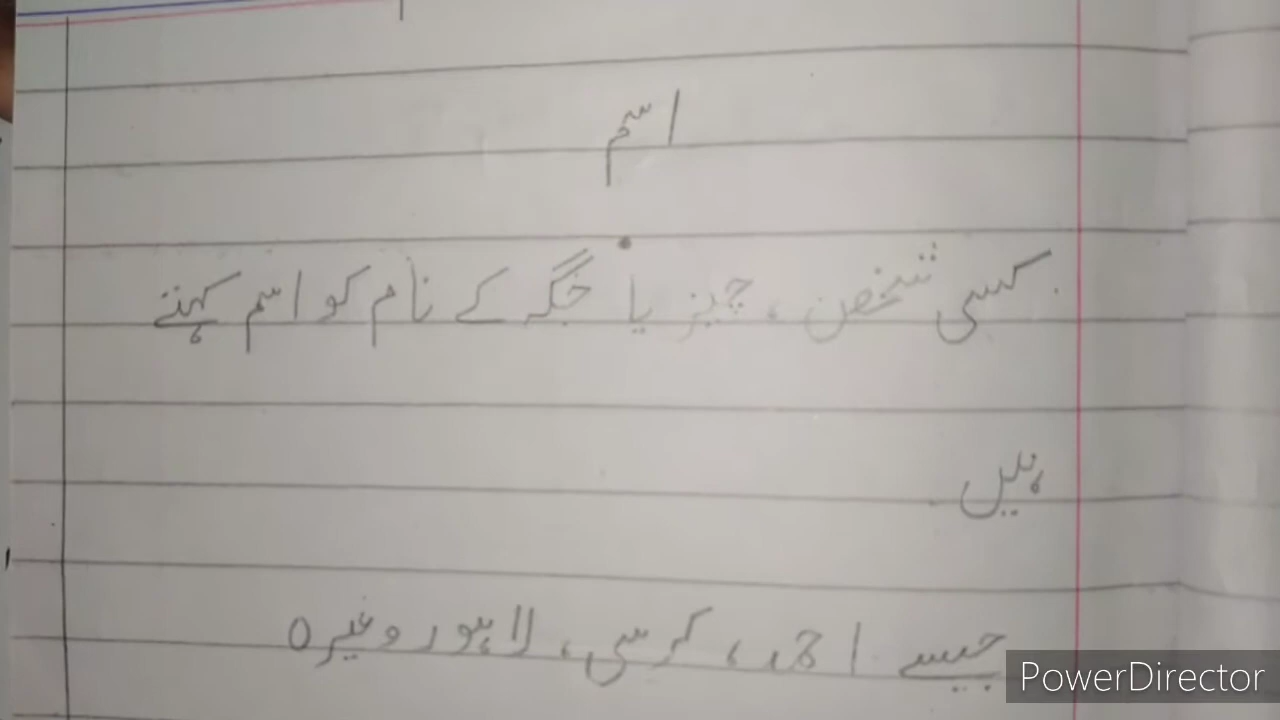 اسم
کسی شخص ، چیز یا جگہ کے نام کو اسم کہتے
ہیں
جیسے احمد ، کرسی ، لاہور وغیرہ
PowerDirector